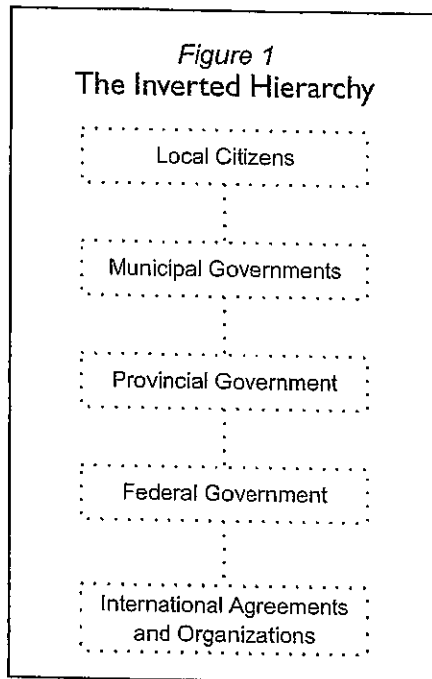 Figure 1
The Inverted Hierarchy
Local Citizens
Municipal Governments
Provincial Government
Federal Government
International Agreements
and Organizations